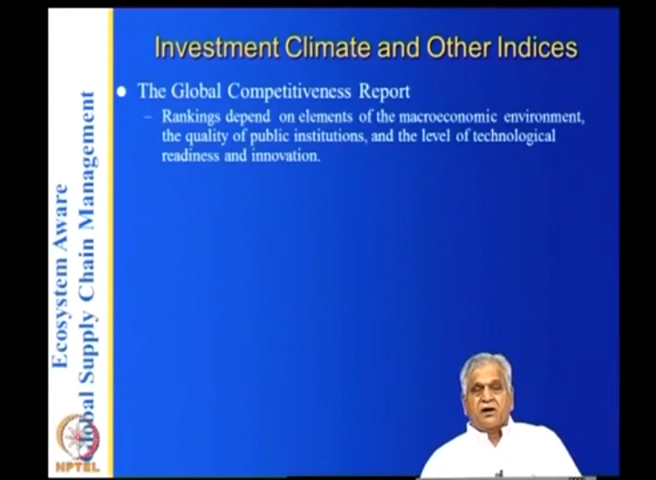 Investment Climate and Other Indices
The Global Competitiveness Report
– Rankings depend on elements of the macroeconomic environment,
the quality of public institutions, and the level of technological
readiness and innovation.
Ecosystem Aware
Global Supply Chain Management
NPTEL